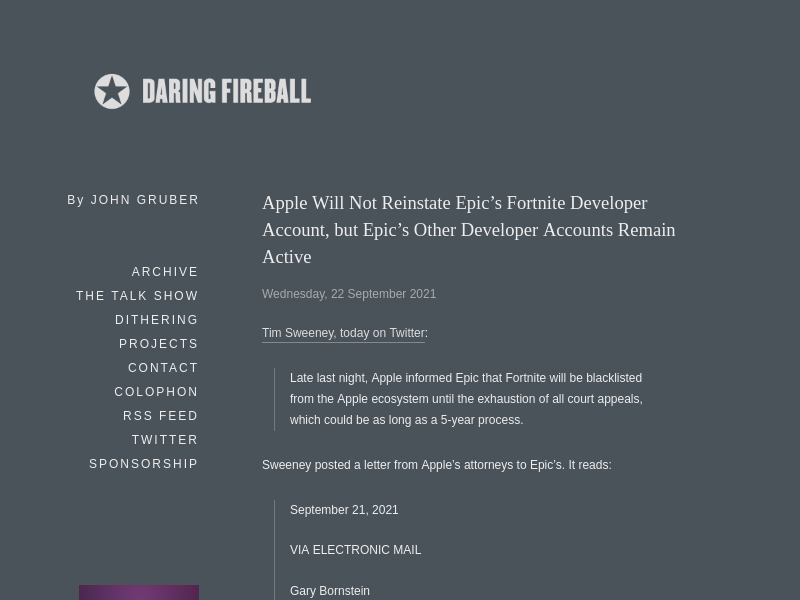 DARING FIREBALL
By JOHN GRUBER
ARCHIVE
THE TALK SHOW
DITHERING
PROJECTS
CONTACT
COLOPHON
RSS FEED
TWITTER
SPONSORSHIP
Apple Will Not Reinstate Epic’s Fortnite Developer
Account, but Epic’s Other Developer Accounts Remain
Active
Wednesday, 22 September 2021
Tim Sweeney, today on Twitter:
Late last night, Apple informed Epic that Fortnite will be blacklisted
from the Apple ecosystem until the exhaustion of all court appeals,
which could be as long as a 5-year process.
Sweeney posted a letter from Apple’s attorneys to Epic’s. It reads:
September 21, 2021
VIA ELECTRONIC MAIL
Gary Bornstein